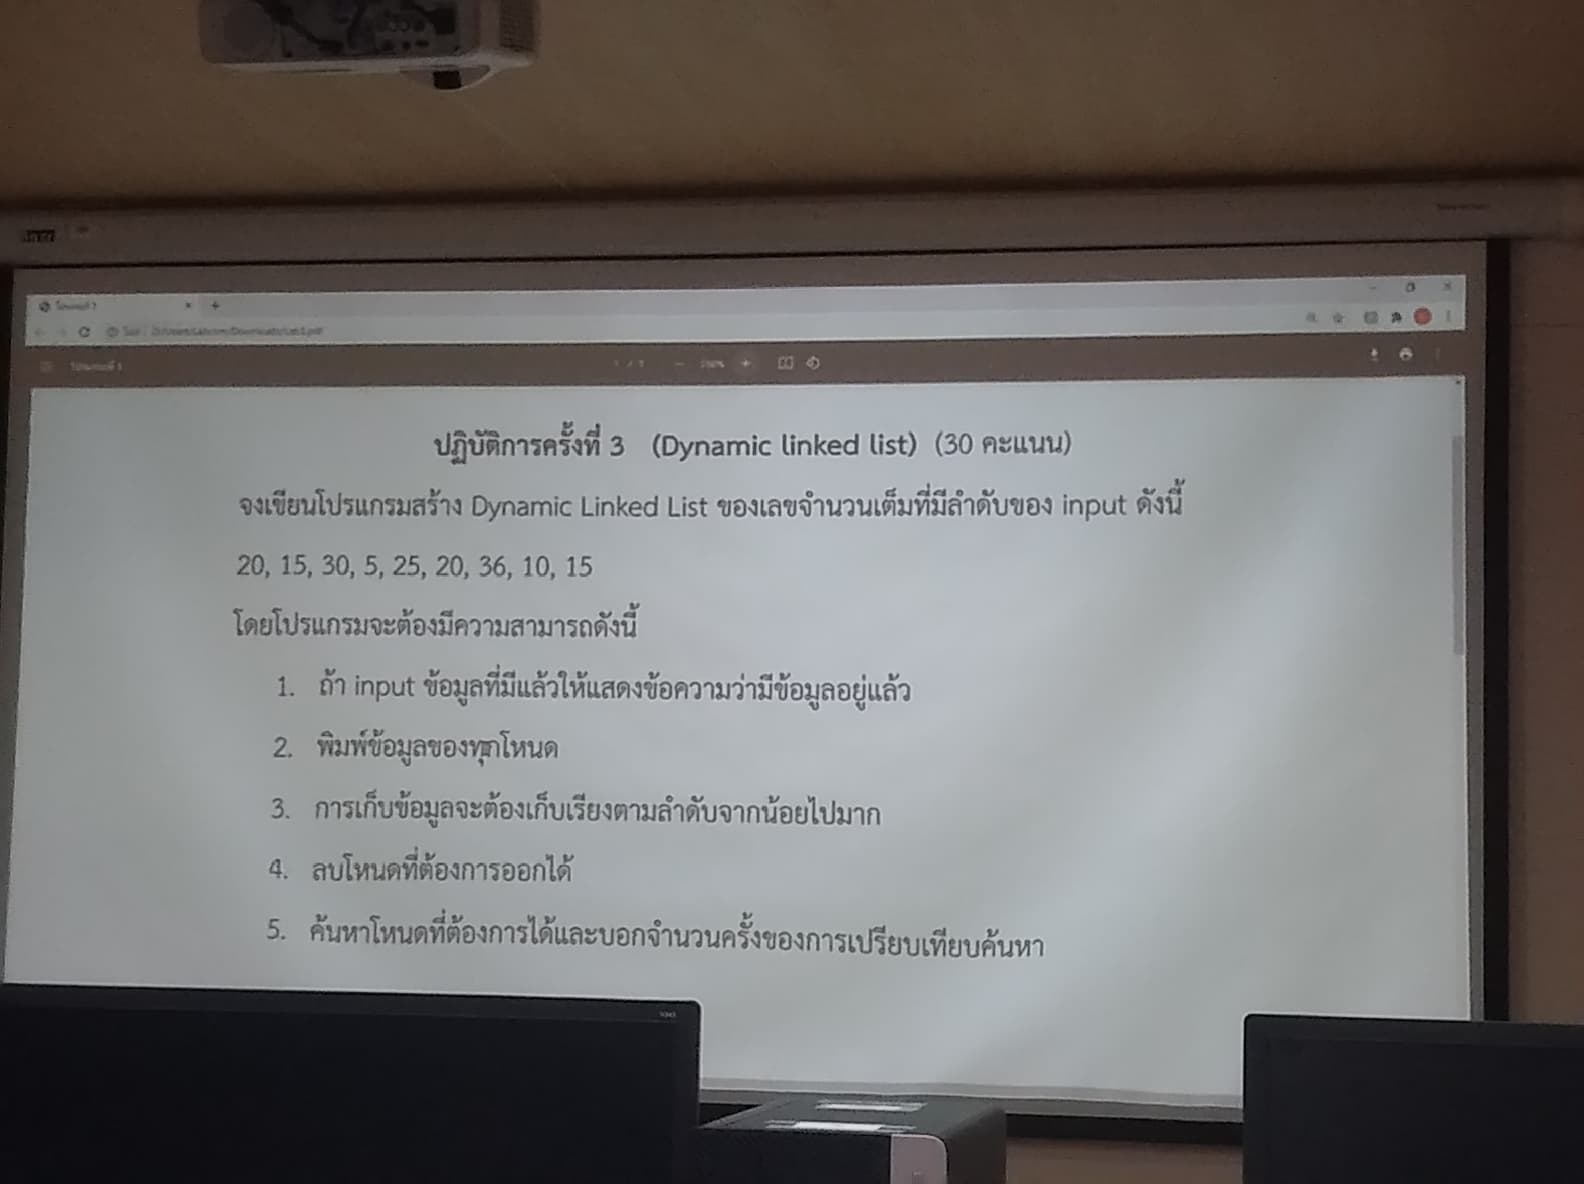 ปฏิบัติการครั้งที่ 3 (Dynamic linked list) (30 คะแนน)
จงเขียนโปรแกรมสร้าง Dynamic Linked List ของเลขจำนวนเต็มที่มีลำดับของ input ดังนี้
20, 15, 30, 5, 25, 20, 36, 10, 15
โดยโปรแกรมจะต้องมีความสามารถดังนี้
1. ถ้า input ข้อมูลที่มีแล้วให้แสดงข้อความว่ามีข้อมูลอยู่แล้ว
2. พิมพ์ข้อมูลของทุกโหนด
3. การเก็บข้อมูลจะต้องเก็บเรียงตามลำดับจากน้อยไปมาก
4. ลบโหนดที่ต้องการออกได้
5. ค้นหาโหนดที่ต้องการได้และบอกจำนวนครั้งของการเปรียบเทียบค้นหา